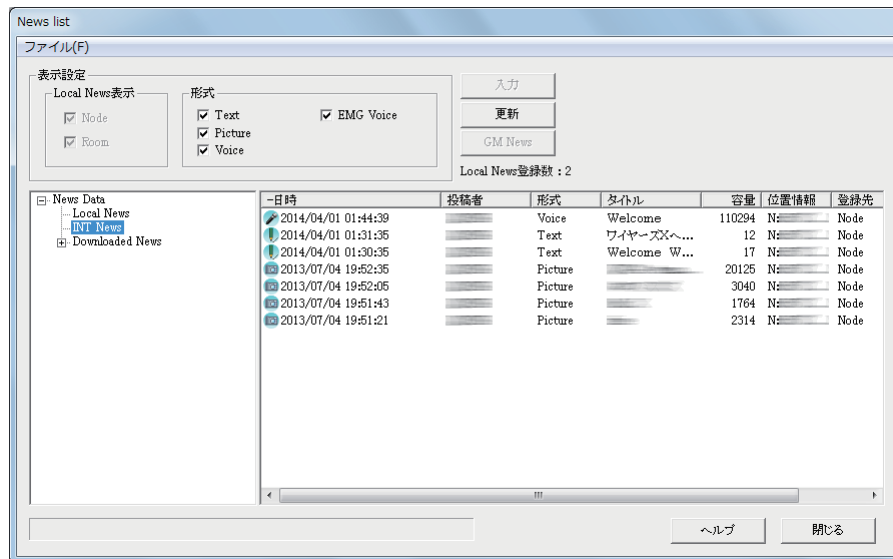 News list
ファイル(F)
表示設定
Local News表示
Node
Room
形式
Text
EMG Voice
Picture
Voice
入力
更新
GM News
Local News登録数：2
News Data
Local News
INT News
Downloaded News
日時 投稿者 形式 タイトル 容量 位置情報 登録先
2014/04/01 01:44:39 Voice Welcome 110294 N: Node
2014/04/01 01:31:35 Text ワイヤーズXへ... 12 N: Node
2014/04/01 01:30:35 Text Welcome W... 17 N: Node
2013/07/04 19:52:35 Picture 20125 N: Node
2013/07/04 19:52:05 Picture 3040 N: Node
2013/07/04 19:51:43 Picture 1764 N: Node
2013/07/04 19:51:21 Picture 2314 N: Node
ヘルプ
閉じる